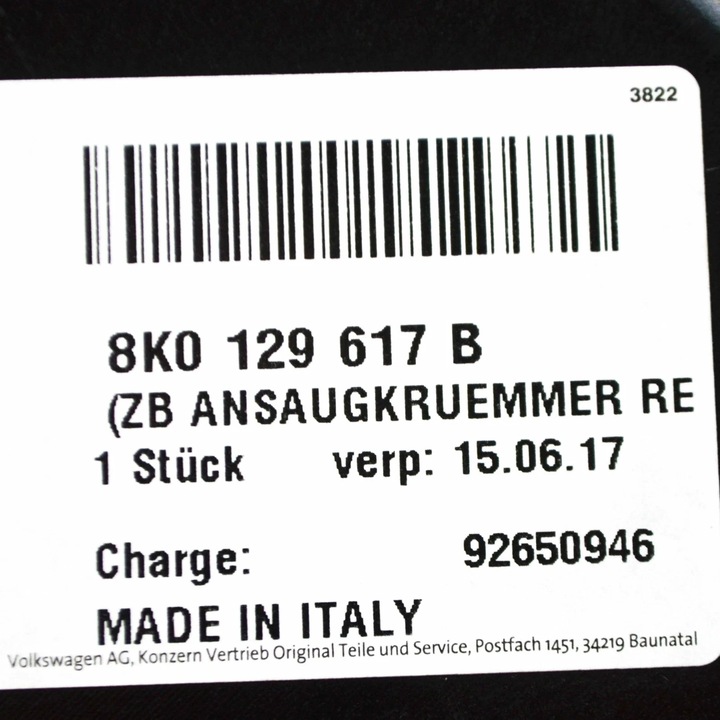 3822
8K0 129 617 B
(ZB ANSAUGKRUEMMER RE
1 Stück verp: 15.06.17
Charge: 92650946
MADE IN ITALY
Volkswagen AG, Konzern Vertrieb Original Teile und Service, Postfach 1451, 34219 Baunatal